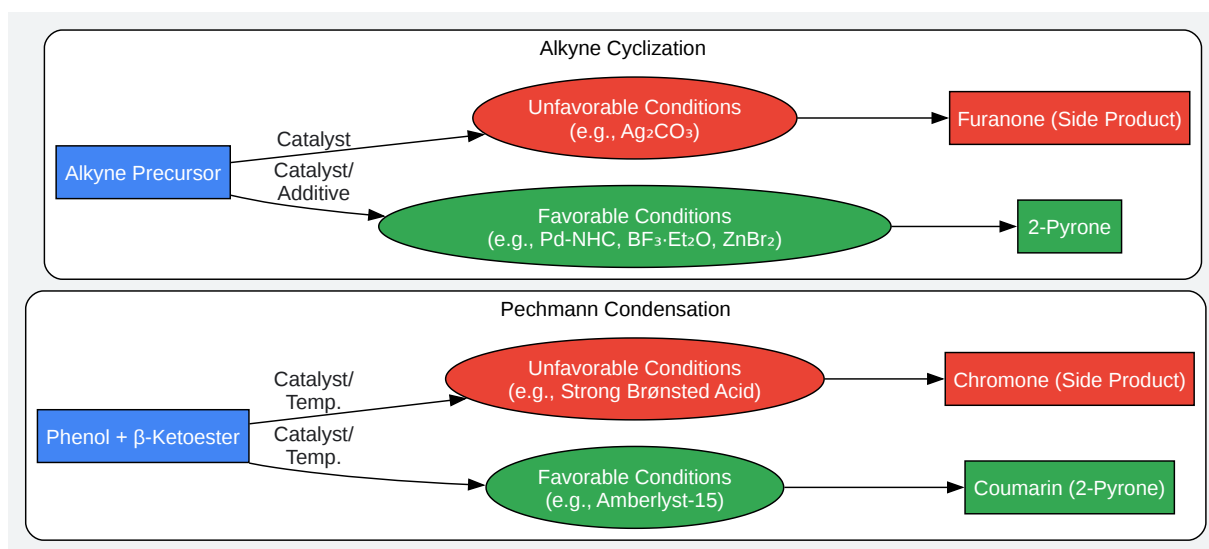 Alkyne Cyclization
Unfavorable Conditions
(e.g., Ag₂CO₃)
Furanone (Side Product)
Catalyst
Alkyne Precursor
Catalyst/
Additive
Favorable Conditions
(e.g., Pd-NHC, BF₃·Et₂O, ZnBr₂)
2-Pyrone
Pechmann Condensation
Unfavorable Conditions
(e.g., Strong Brønsted Acid)
Chromone (Side Product)
Catalyst/
Temp.
Phenol + β-Ketoester
Catalyst/
Temp.
Favorable Conditions
(e.g., Amberlyst-15)
Coumarin (2-Pyrone)